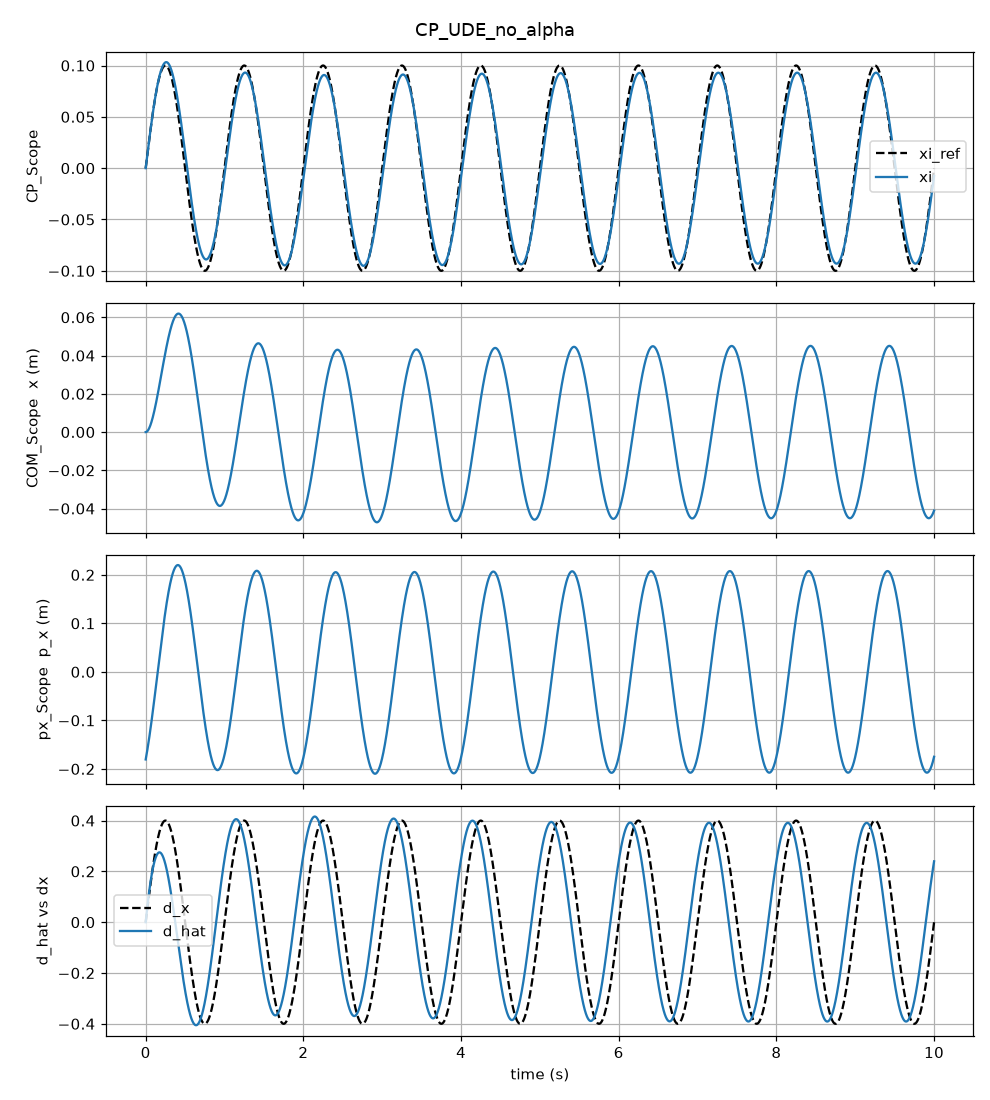 CP_UDE_no_alpha
CP_Scope
0.10
0.05
0.00
−0.05
−0.10
xi_ref
xi
COM_Scope  x (m)
0.06
0.04
0.02
0.00
−0.02
−0.04
px_Scope  p_x (m)
0.2
0.1
0.0
−0.1
−0.2
d_hat vs dx
0.4
0.2
0.0
−0.2
−0.4
d_x
d_hat
0 2 4 6 8 10
time (s)